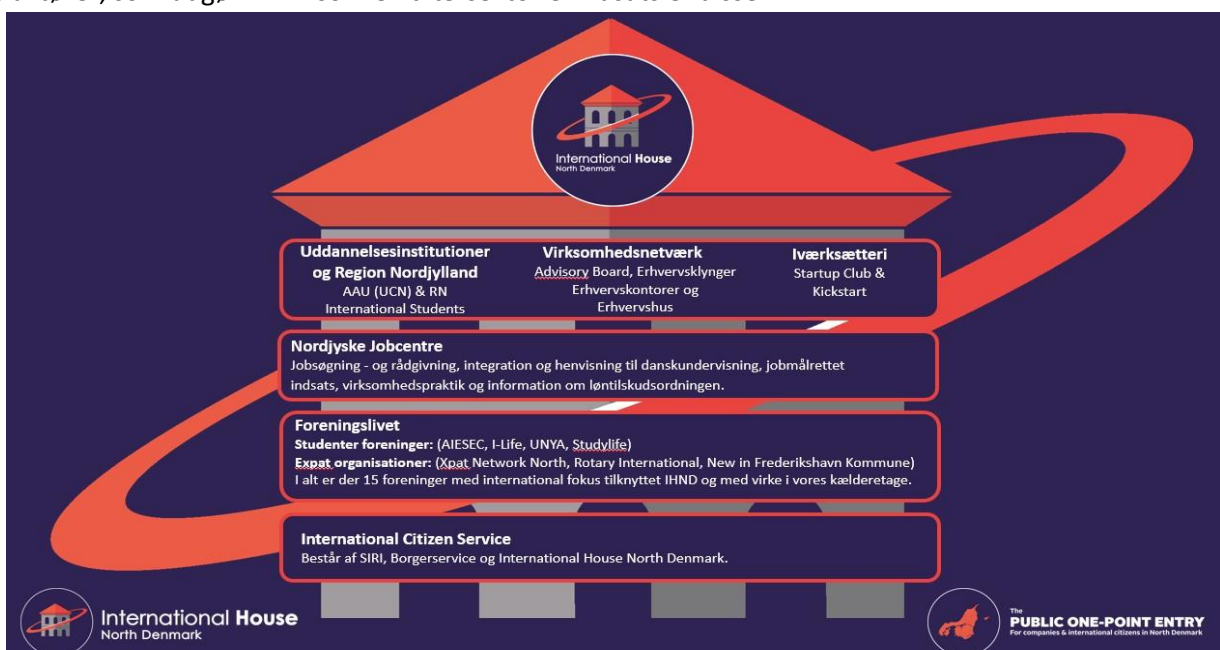 International House
North Denmark
Uddannelsesinstitutioner
og Region Nordjylland
AAU (UCN) & RN
International Students
Virksomhedsnetværk
Advisory Board, Erhvervsklynger
Erhvervskontorer og
Erhvervshus
Iværksætteri
Startup Club &
Kickstart
Nordjyske Jobcentre
Jobsøgning - og rådgivning, integration og henvisning til danskundervisning, jobmålrettet
indsats, virksomhedspraktik og information om løntilskudsordningen.
Foreningslivet
Studenter foreninger: (AIESEC, I-Life, UNYA, Studylife)
Expat organisationer: (Xpat Network North, Rotary International, New in Frederikshavn Kommune)
I alt er der 15 foreninger med international fokus tilknyttet IHND og med virke i vores kælderetage.
International Citizen Service
Består af SIRI, Borgerservice og International House North Denmark.
International House
North Denmark
The
PUBLIC ONE-POINT ENTRY
For companies & international citizens in North Denmark